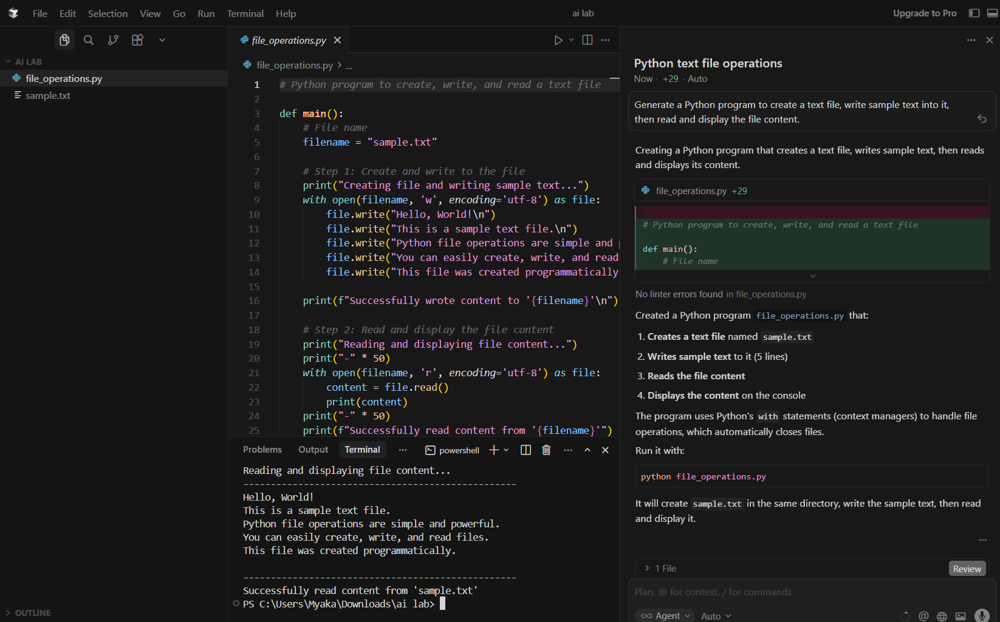 File Edit Selection View Go Run Terminal Help
ai lab
Upgrade to Pro
AI LAB
file_operations.py
sample.txt
OUTLINE
file_operations.py
file_operations.py > ...
1 # Python program to create, write, and read a text file
2
3 def main():
4 # File name
5 filename = "sample.txt"
6
7 # Step 1: Create and write to the file
8 print("Creating file and writing sample text...")
9 with open(filename, 'w', encoding='utf-8') as file:
10 file.write("Hello, World!\n")
11 file.write("This is a sample text file.\n")
12 file.write("Python file operations are simple and
13 file.write("You can easily create, write, and read
14 file.write("This file was created programmatically
15
16 print(f"Successfully wrote content to '{filename}'\n")
17
18 # Step 2: Read and display the file content
19 print("Reading and displaying file content...")
20 print("-" * 50)
21 with open(filename, 'r', encoding='utf-8') as file:
22 content = file.read()
23 print(content)
24 print("-" * 50)
25 print(f"Successfully read content from '{filename}'")
Problems Output Terminal ... powershell
Reading and displaying file content...
--------------------------------------------------
Hello, World!
This is a sample text file.
Python file operations are simple and powerful.
You can easily create, write, and read files.
This file was created programmatically.
--------------------------------------------------
Successfully read content from 'sample.txt'
PS C:\Users\Myaka\Downloads\ai lab>
Python text file operations
Now · +29 · Auto
Generate a Python program to create a text file, write sample text into it,
then read and display the file content.
Creating a Python program that creates a text file, writes sample text, then reads
and displays its content.
file_operations.py +29
# Python program to create, write, and read a text file
def main():
# File name
No linter errors found in file_operations.py
Created a Python program file_operations.py that:
1. Creates a text file named sample.txt
2. Writes sample text to it (5 lines)
3. Reads the file content
4. Displays the content on the console
The program uses Python's with statements (context managers) to handle file
operations, which automatically closes files.
Run it with:
python file_operations.py
It will create sample.txt in the same directory, write the sample text, then read
and display it.
> 1 File
Review
Plan, @ for context, / for commands
∞ Agent Auto